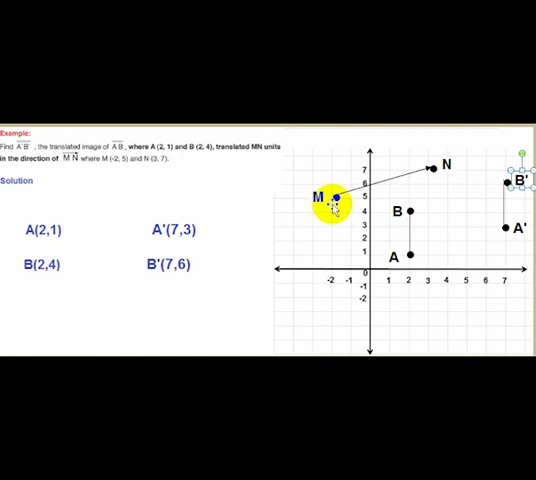 Example:
Find A'B' , the translated image of AB, where A (2, 1) and B (2, 4), translated MN units
in the direction of MN where M (-2, 5) and N (3, 7).
Solution
A(2,1) A'(7,3)
B(2,4) B'(7,6)
7
6
5
4
3
2
1
0
-1
-2
-2 -1 1 2 3 4 5 6 7
M
N
B
A
B'
A'